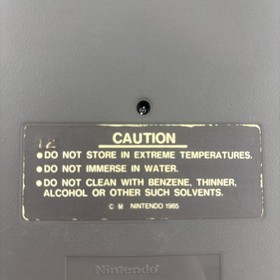 12
CAUTION
●DO NOT STORE IN EXTREME TEMPERATURES.
●DO NOT IMMERSE IN WATER.
●DO NOT CLEAN WITH BENZENE, THINNER,
ALCOHOL OR OTHER SUCH SOLVENTS.
C M NINTENDO 1985
Nintendo